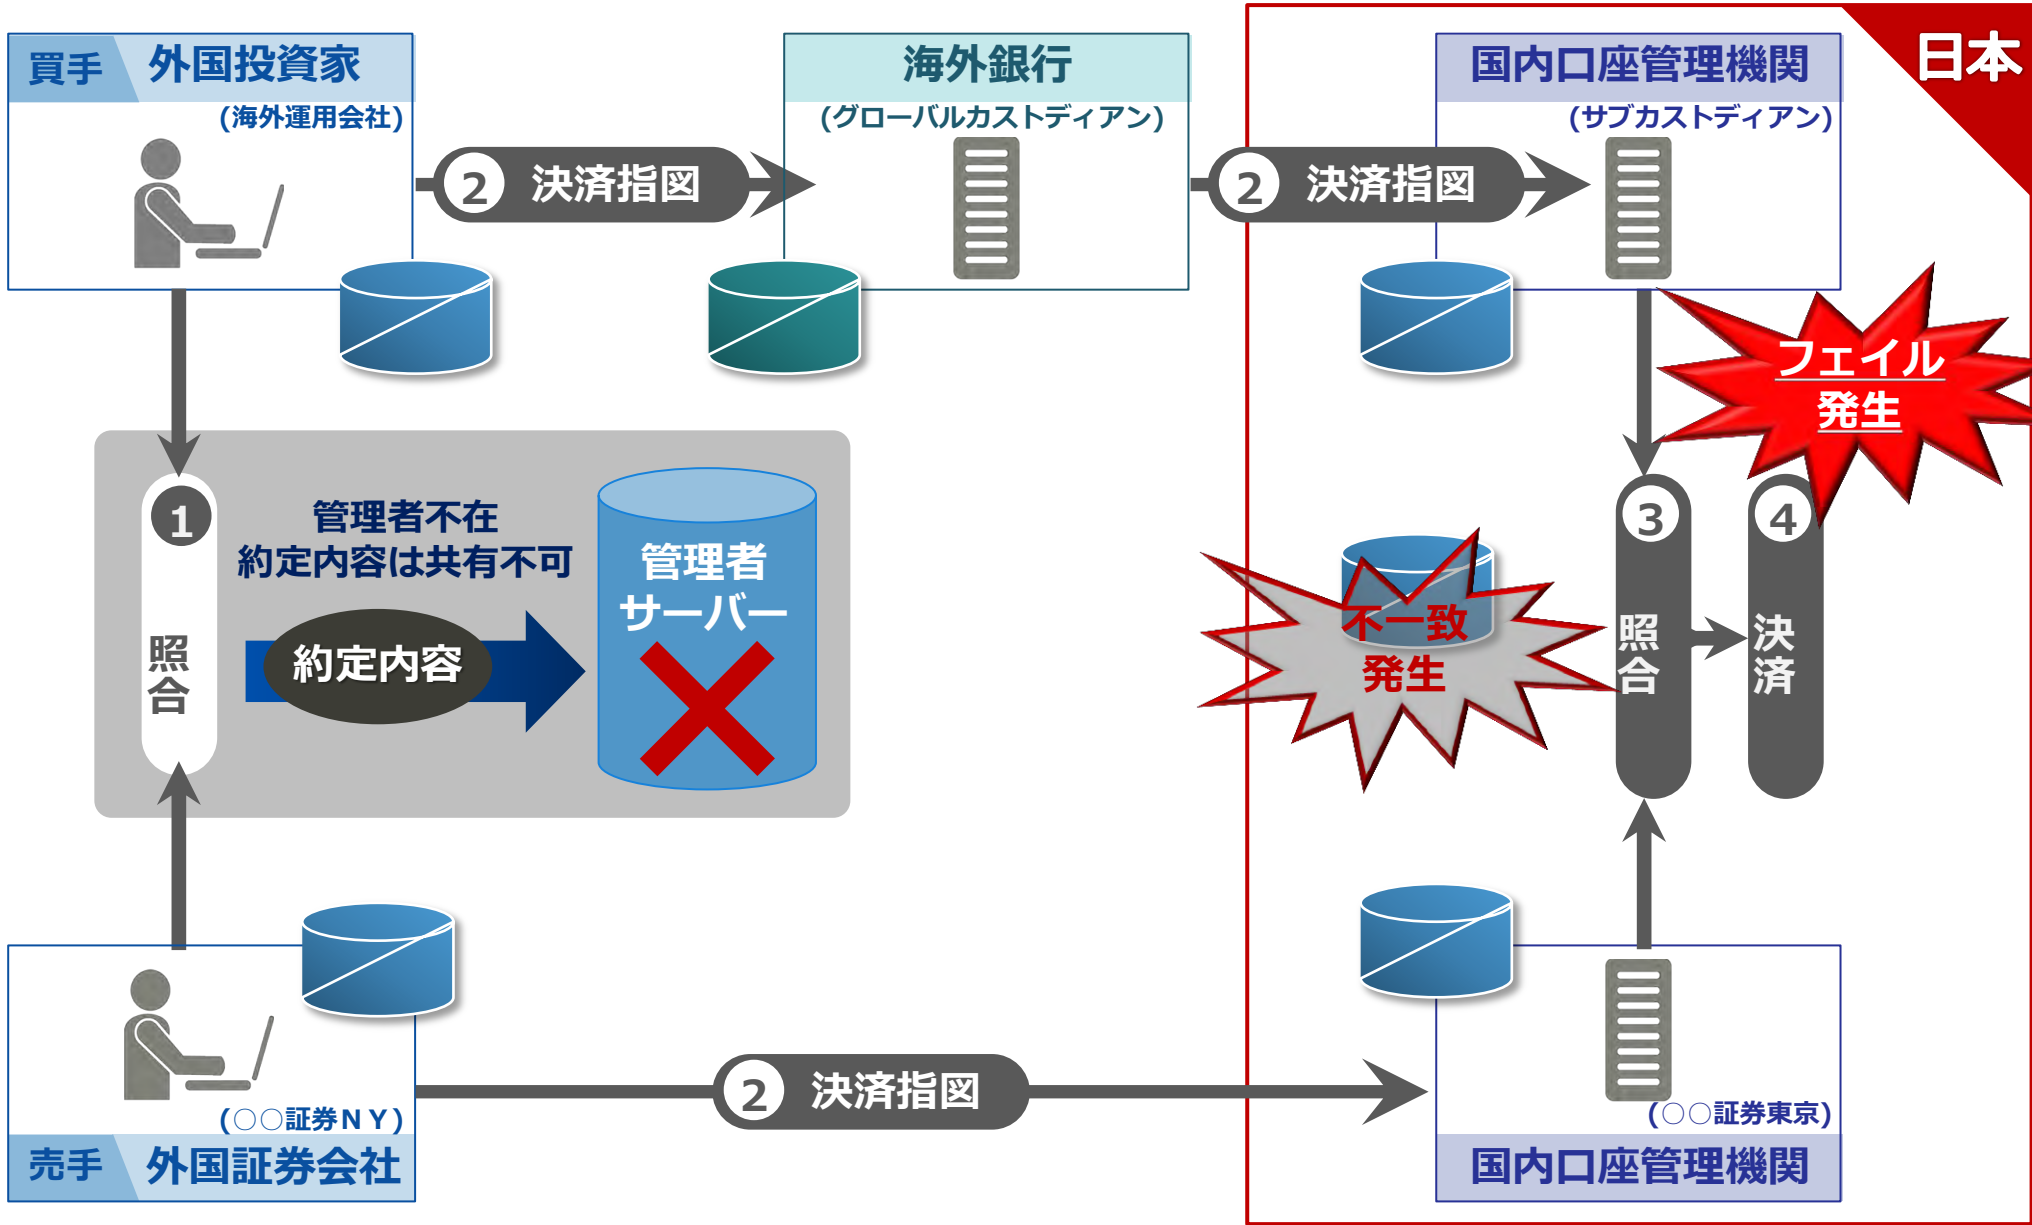 買手 外国投資家
(海外運用会社)
海外銀行
(グローバルカストディアン)
国内口座管理機関
(サブカストディアン)
日本
2 決済指図
2 決済指図
フェイル
発生
1
照合
管理者不在
約定内容は共有不可
約定内容
管理者
サーバー
不一致
発生
3
照合
4
決済
2 決済指図
(○○証券NY)
売手 外国証券会社
(○○証券東京)
国内口座管理機関